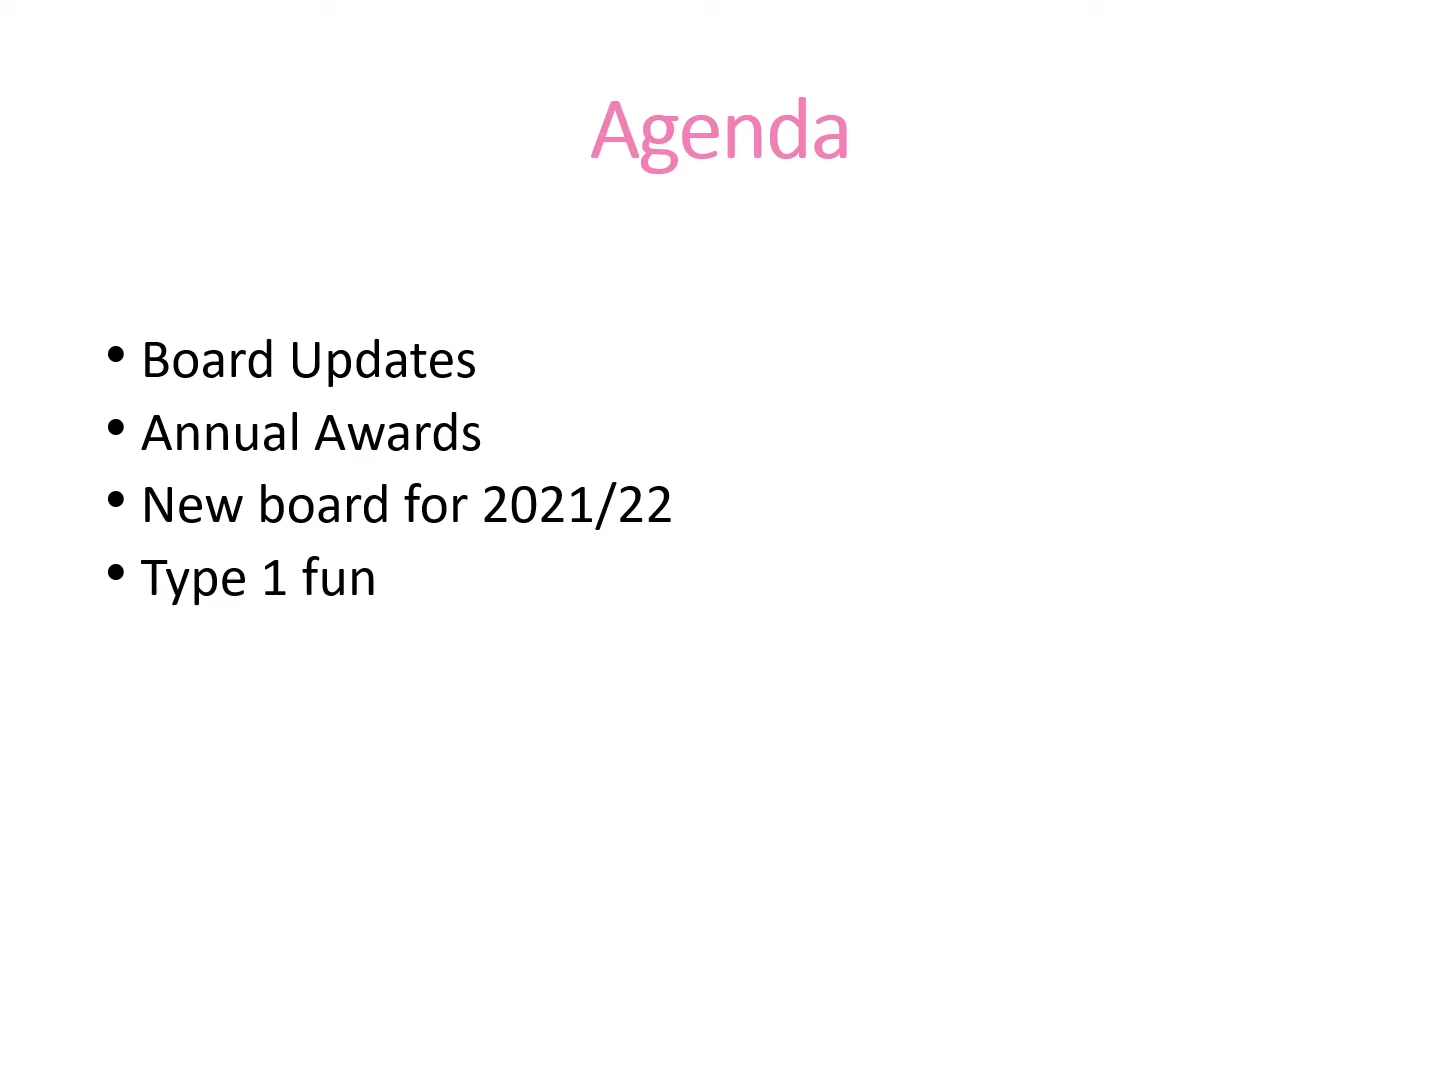 Agenda
• Board Updates
• Annual Awards
• New board for 2021/22
• Type 1 fun